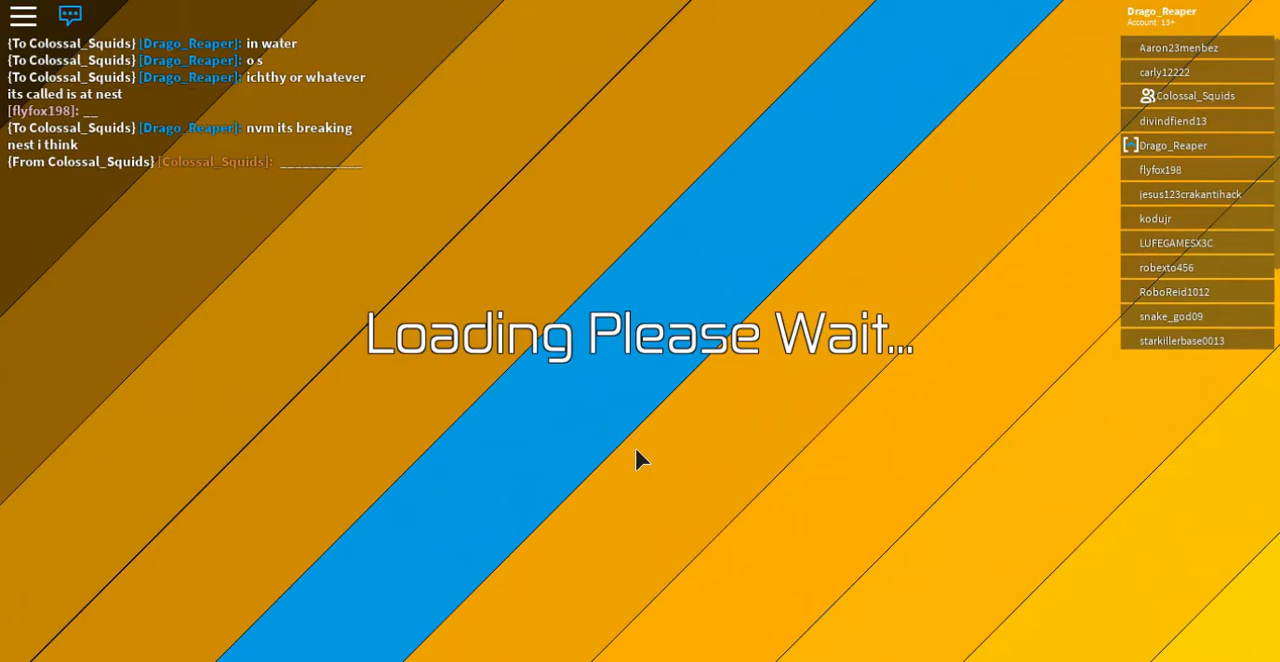 {To Colossal_Squids} [Drago_Reaper]: in water
{To Colossal_Squids} [Drago_Reaper]: o s
{To Colossal_Squids} [Drago_Reaper]: ichthy or whatever
its called is at nest
[flyfox198]: __
{To Colossal_Squids} [Drago_Reaper]: nvm its breaking
nest i think
{From Colossal_Squids} [Colossal_Squids]: ___________
Loading Please Wait...
Drago_Reaper
Account: 13+
Aaron23menbez
carly12222
Colossal_Squids
divindfiend13
Drago_Reaper
flyfox198
jesus123crakantihack
kodujr
LUFEGAMESX3C
robexto456
RoboReid1012
snake_god09
starkillerbase0013